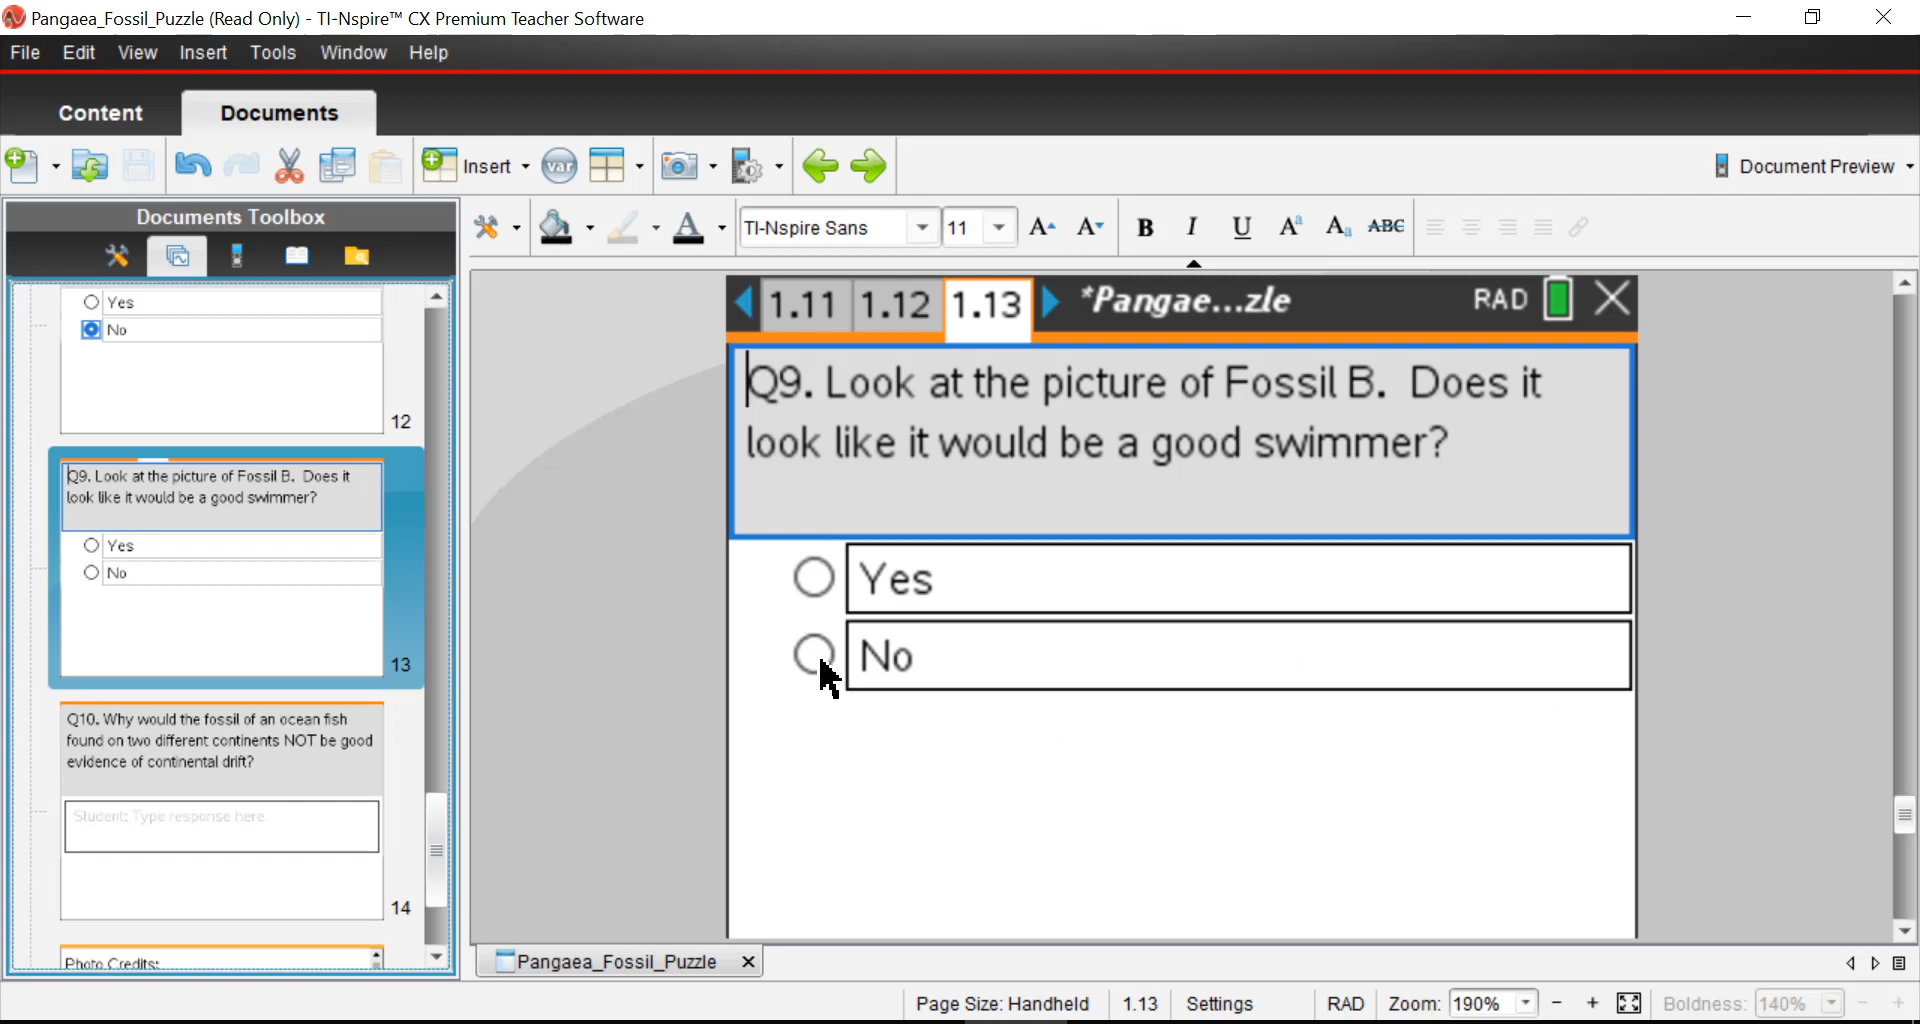 Pangaea_Fossil_Puzzle (Read Only) - TI-Nspire™ CX Premium Teacher Software
File Edit View Insert Tools Window Help
Content Documents
Insert var Document Preview
Documents Toolbox
TI-Nspire Sans 11 A A B I U Aª Aa ABC
Yes
No
12
Q9. Look at the picture of Fossil B. Does it
look like it would be a good swimmer?
Yes
No
13
Q10. Why would the fossil of an ocean fish
found on two different continents NOT be good
evidence of continental drift?
Student: Type response here.
14
Photo Credits:
1.11 1.12 1.13 *Pangae...zle RAD
Q9. Look at the picture of Fossil B. Does it
look like it would be a good swimmer?
Yes
No
Pangaea_Fossil_Puzzle
Page Size: Handheld 1.13 Settings RAD Zoom: 190% - + Boldness: 140% - +